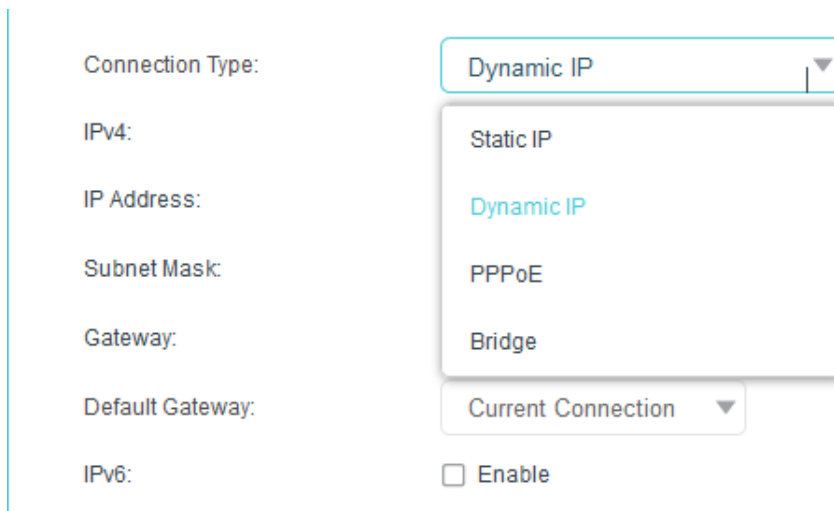 Connection Type: Dynamic IP
IPv4: Static IP
IP Address: Dynamic IP
Subnet Mask: PPPoE
Gateway: Bridge
Default Gateway: Current Connection
IPv6: Enable